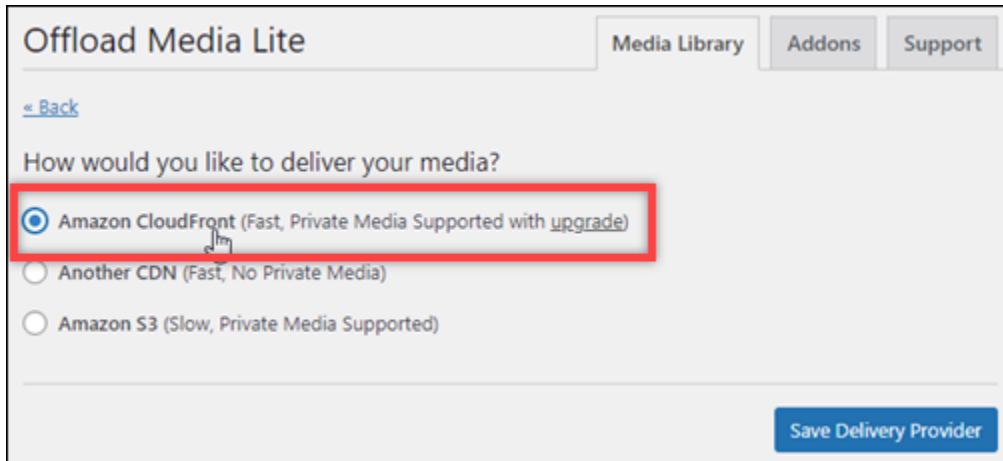 Offload Media Lite
Media Library
Addons
Support
« Back
How would you like to deliver your media?
Amazon CloudFront (Fast, Private Media Supported with upgrade)
Another CDN (Fast, No Private Media)
Amazon S3 (Slow, Private Media Supported)
Save Delivery Provider